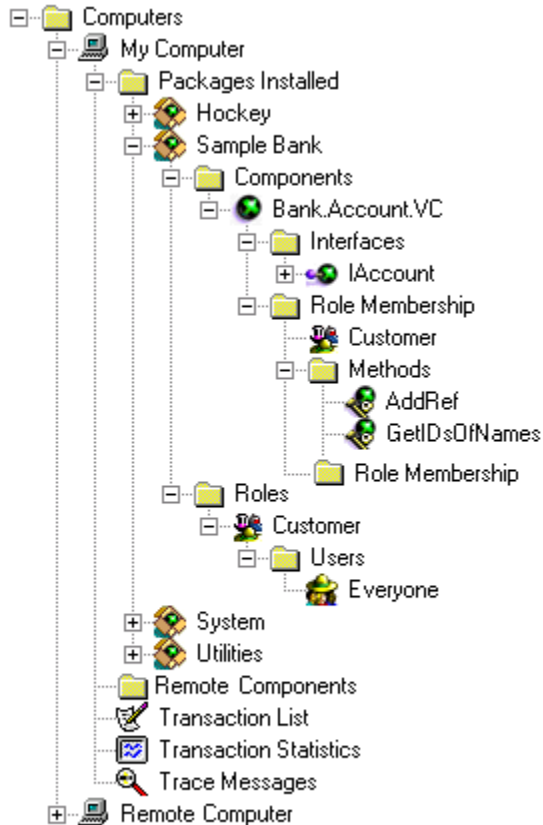 Computers
My Computer
Packages Installed
Hockey
Sample Bank
Components
Bank.Account.VC
Interfaces
IAccount
Role Membership
Customer
Methods
AddRef
GetIDsOfNames
Role Membership
Roles
Customer
Users
Everyone
System
Utilities
Remote Components
Transaction List
Transaction Statistics
Trace Messages
Remote Computer